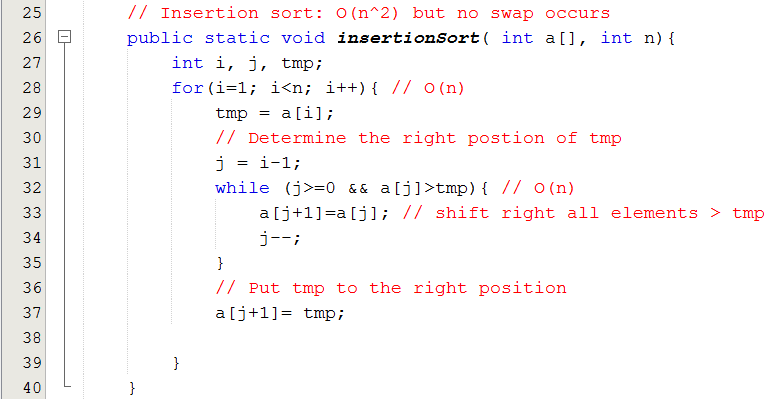 25 // Insertion sort: O(n^2) but no swap occurs
26 public static void insertionSort( int a[], int n){
27 int i, j, tmp;
28 for(i=1; i<n; i++){ // O(n)
29 tmp = a[i];
30 // Determine the right postion of tmp
31 j = i-1;
32 while (j>=0 && a[j]>tmp){ // O(n)
33 a[j+1]=a[j]; // shift right all elements > tmp
34 j--;
35 }
36 // Put tmp to the right position
37 a[j+1]= tmp;
38
39 }
40 }